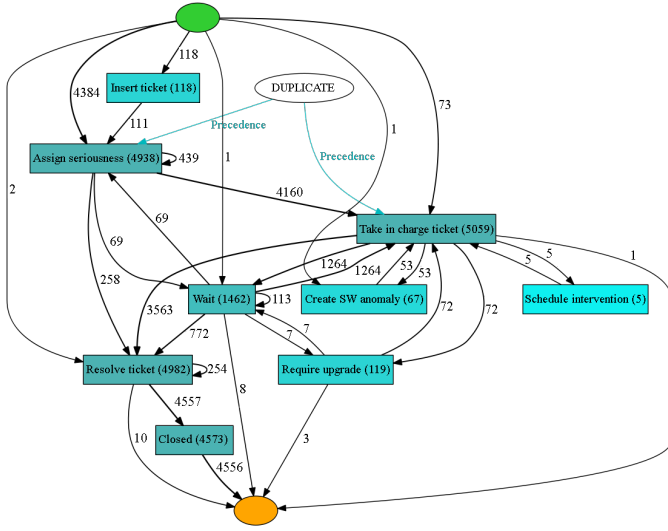 118
Insert ticket (118)
DUPLICATE
4384
73
111
Precedence
1
Assign seriousness (4938)
439
Precedence
1
2
4160
69
Take in charge ticket (5059)
69
1264
1264
53
53
5
5
1
258
3563
Wait (1462)
113
Create SW anomaly (67)
Schedule intervention (5)
772
7
7
72
72
Resolve ticket (4982)
254
Require upgrade (119)
8
4557
10
Closed (4573)
3
4556